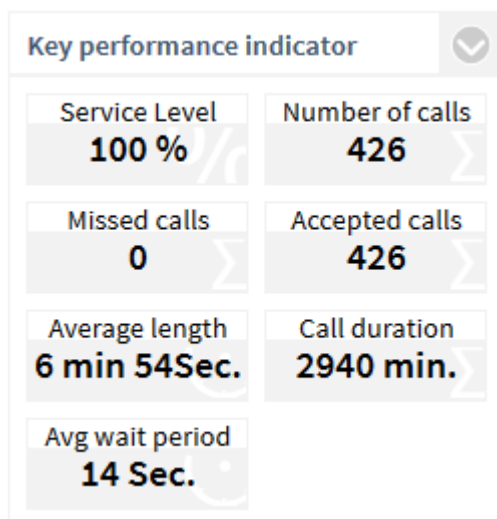 Key performance indicator
Service Level
100 %
Number of calls
426
Missed calls
0
Accepted calls
426
Average length
6 min 54Sec.
Call duration
2940 min.
Avg wait period
14 Sec.